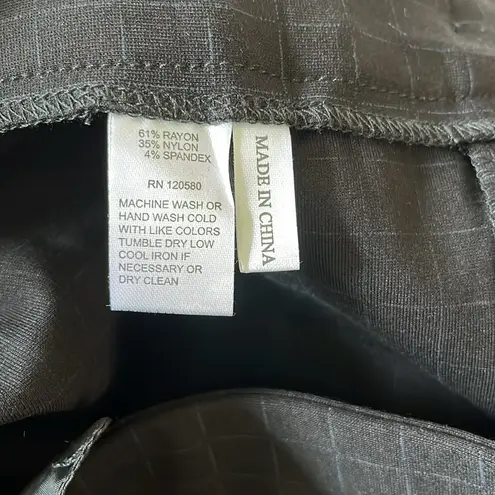 61% RAYON
35% NYLON
4% SPANDEX
RN 120580
MACHINE WASH OR
HAND WASH COLD
WITH LIKE COLORS
TUMBLE DRY LOW
COOL IRON IF
NECESSARY OR
DRY CLEAN
MADE IN CHINA